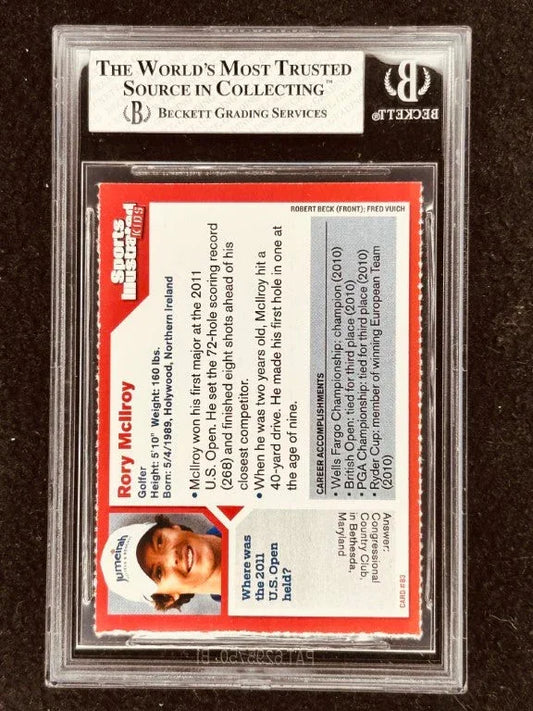 THE WORLD'S MOST TRUSTED
SOURCE IN COLLECTING™
B BECKETT GRADING SERVICES
B
BECKETT®
Sports
Illustrated
KIDS
Rory McIlroy
Golfer
Height: 5'10" Weight: 160 lbs.
Born: 5/4/1989, Holywood, Northern Ireland
• McIlroy won his first major at the 2011
U.S. Open. He set the 72-hole scoring record
(268) and finished eight shots ahead of his
closest competitor.
• When he was two years old, McIlroy hit a
40-yard drive. He made his first hole in one at
the age of nine.
CAREER ACCOMPLISHMENTS
• Wells Fargo Championship: champion (2010)
• British Open: tied for third place (2010)
• PGA Championship: tied for third place (2010)
• Ryder Cup: member of winning European Team
(2010)
ROBERT BECK (FRONT); FRED VUICH
Jumeirah
Where was
the 2011
U.S. Open
held?
Answer:
Congressional
Country Club,
in Bethesda,
Maryland
CARD #83